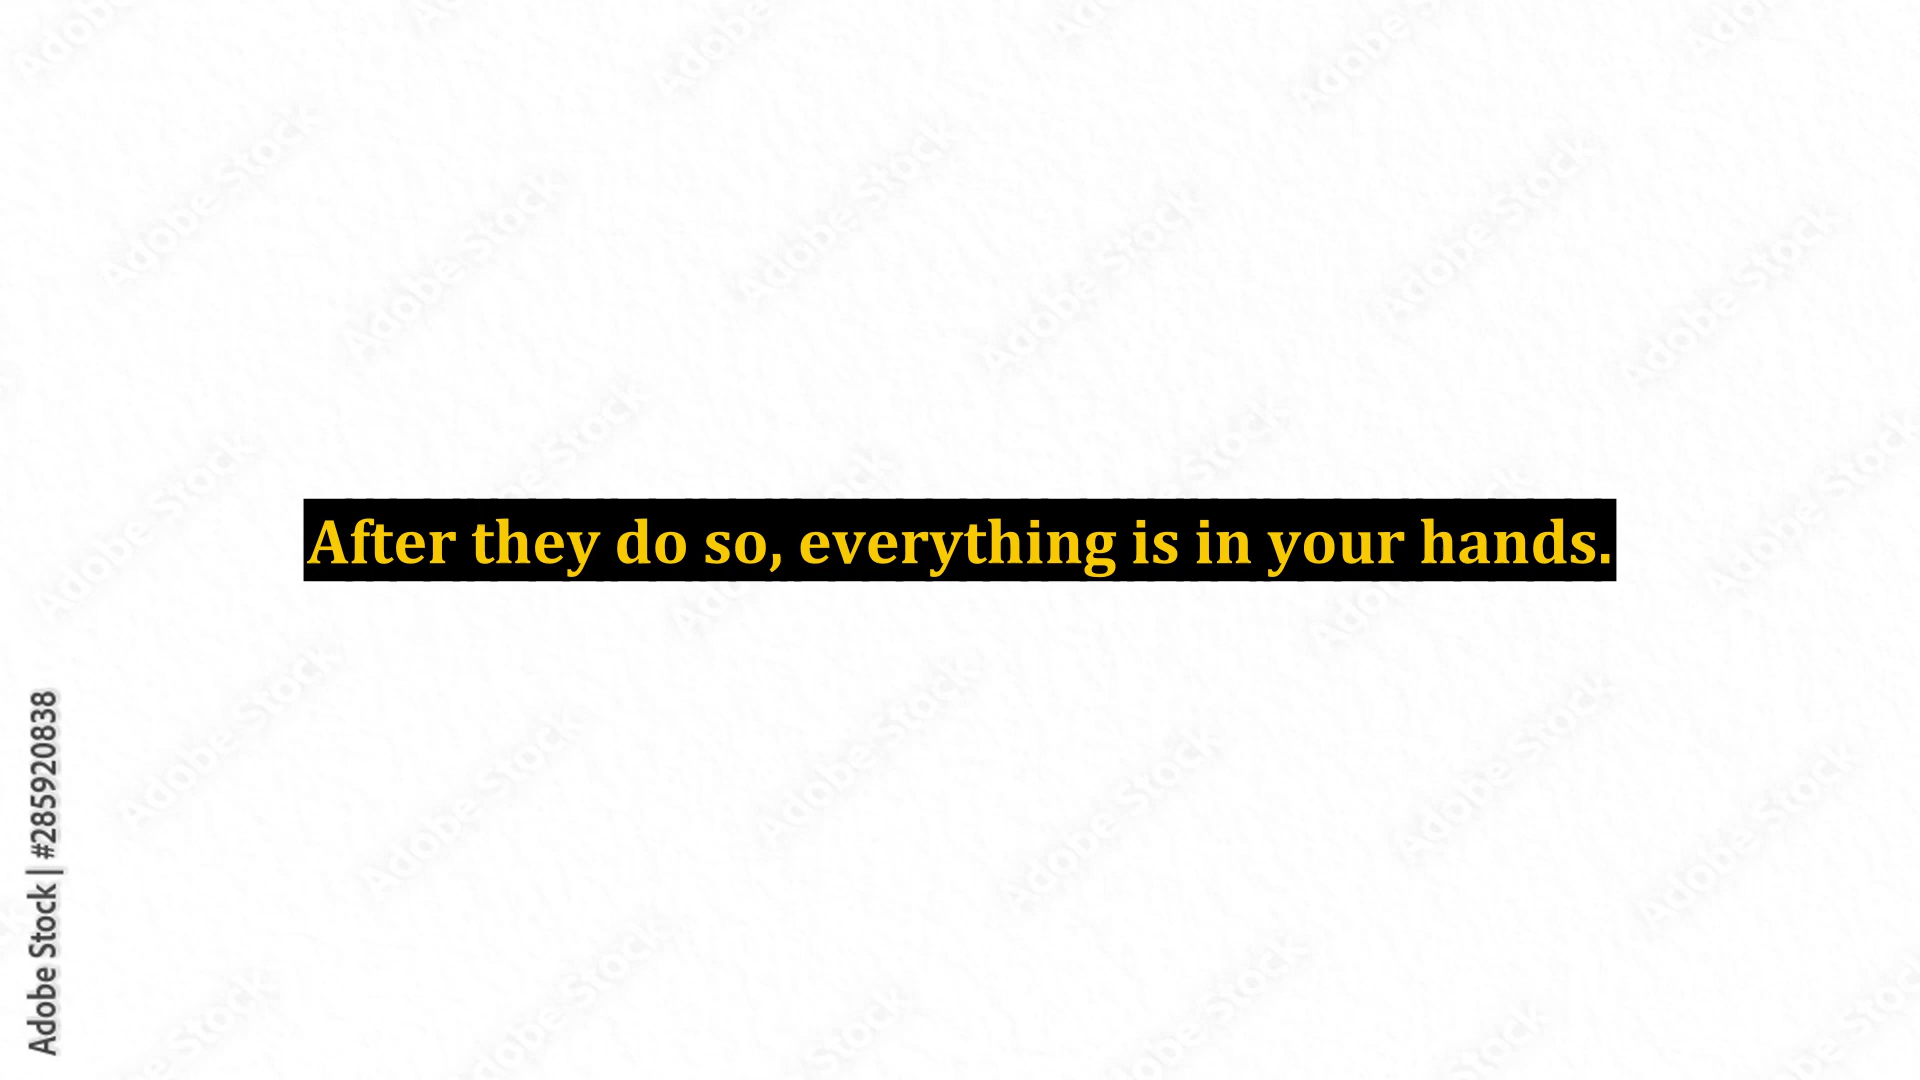 After they do so, everything is in your hands.
Adobe Stock | #285920838